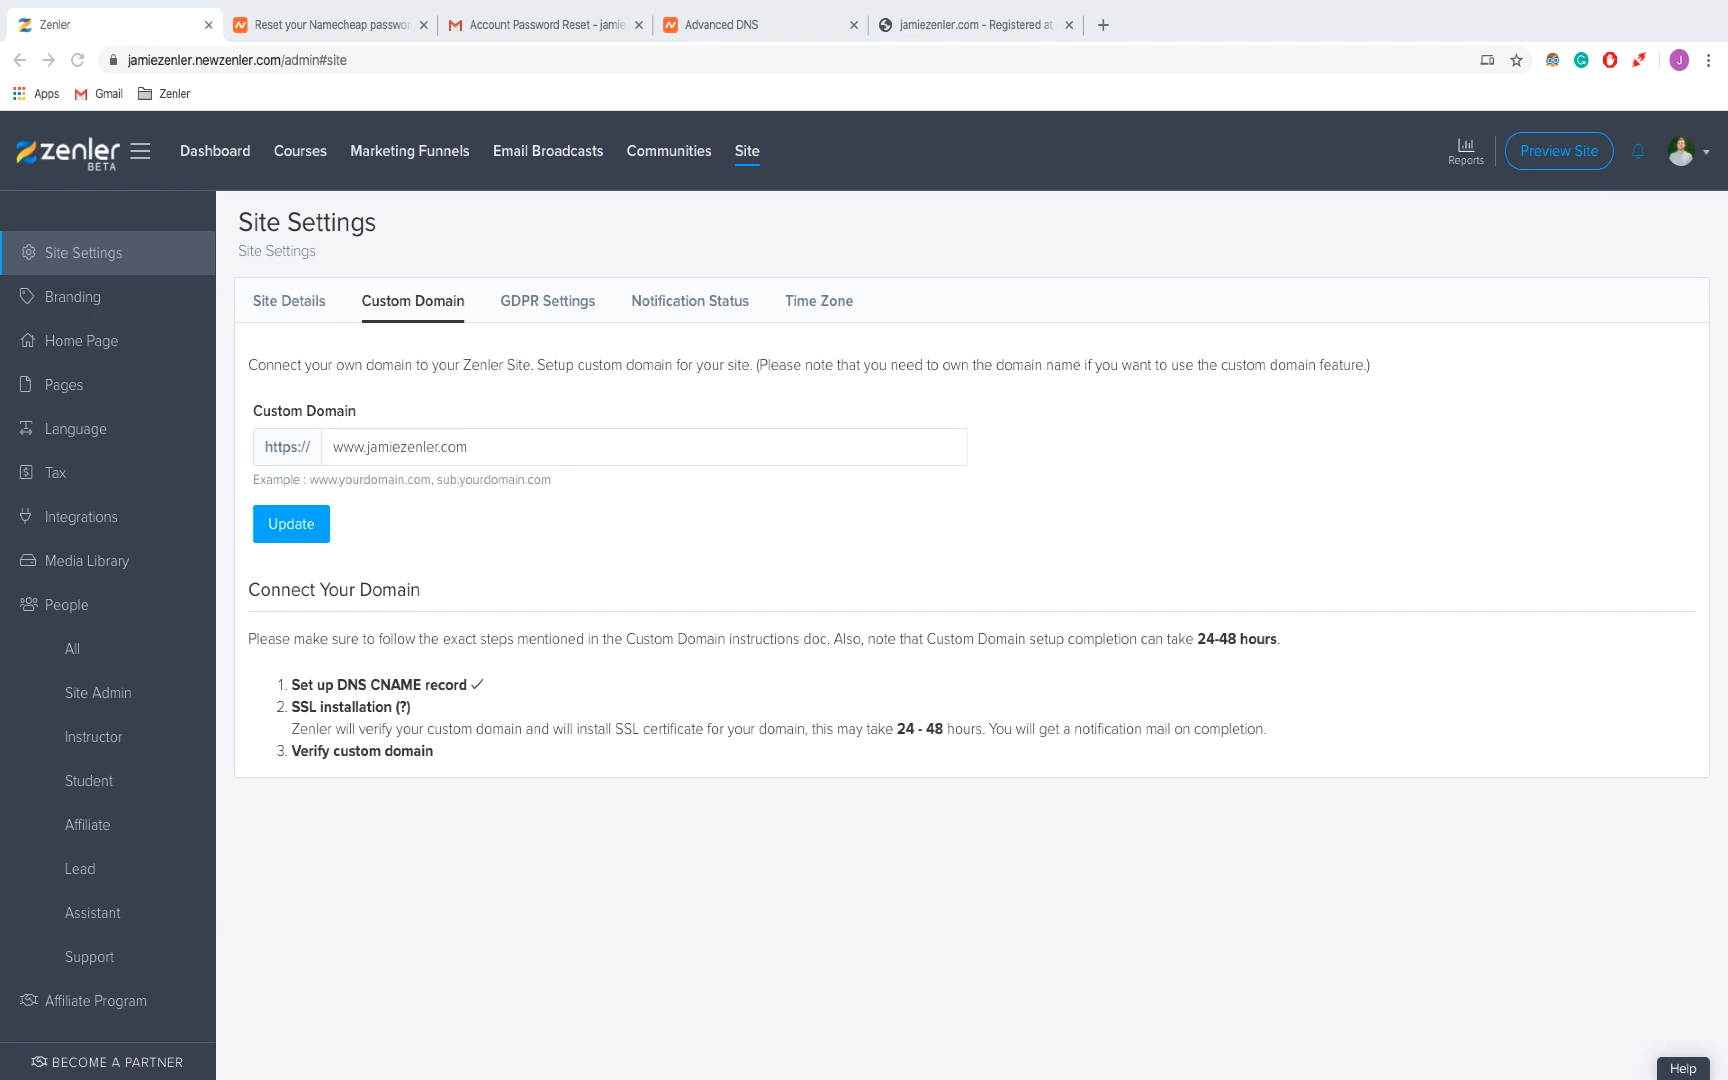 Zenler
Reset your Namecheap passwor
Account Password Reset - jamie
Advanced DNS
jamiezenler.com - Registered at
jamiezenler.newzenler.com/admin#site
J
Apps
Gmail
Zenler
zenler
BETA
Dashboard
Courses
Marketing Funnels
Email Broadcasts
Communities
Site
Reports
Preview Site
Site Settings
Branding
Home Page
Pages
Language
Tax
Integrations
Media Library
People
All
Site Admin
Instructor
Student
Affiliate
Lead
Assistant
Support
Affiliate Program
BECOME A PARTNER
Site Settings
Site Settings
Site Details
Custom Domain
GDPR Settings
Notification Status
Time Zone
Connect your own domain to your Zenler Site. Setup custom domain for your site. (Please note that you need to own the domain name if you want to use the custom domain feature.)
Custom Domain
https:// www.jamiezenler.com
Example : www.yourdomain.com, sub.yourdomain.com
Update
Connect Your Domain
Please make sure to follow the exact steps mentioned in the Custom Domain instructions doc. Also, note that Custom Domain setup completion can take 24-48 hours.
1. Set up DNS CNAME record ✓
2. SSL installation (?)
Zenler will verify your custom domain and will install SSL certificate for your domain, this may take 24 - 48 hours. You will get a notification mail on completion.
3. Verify custom domain
Help